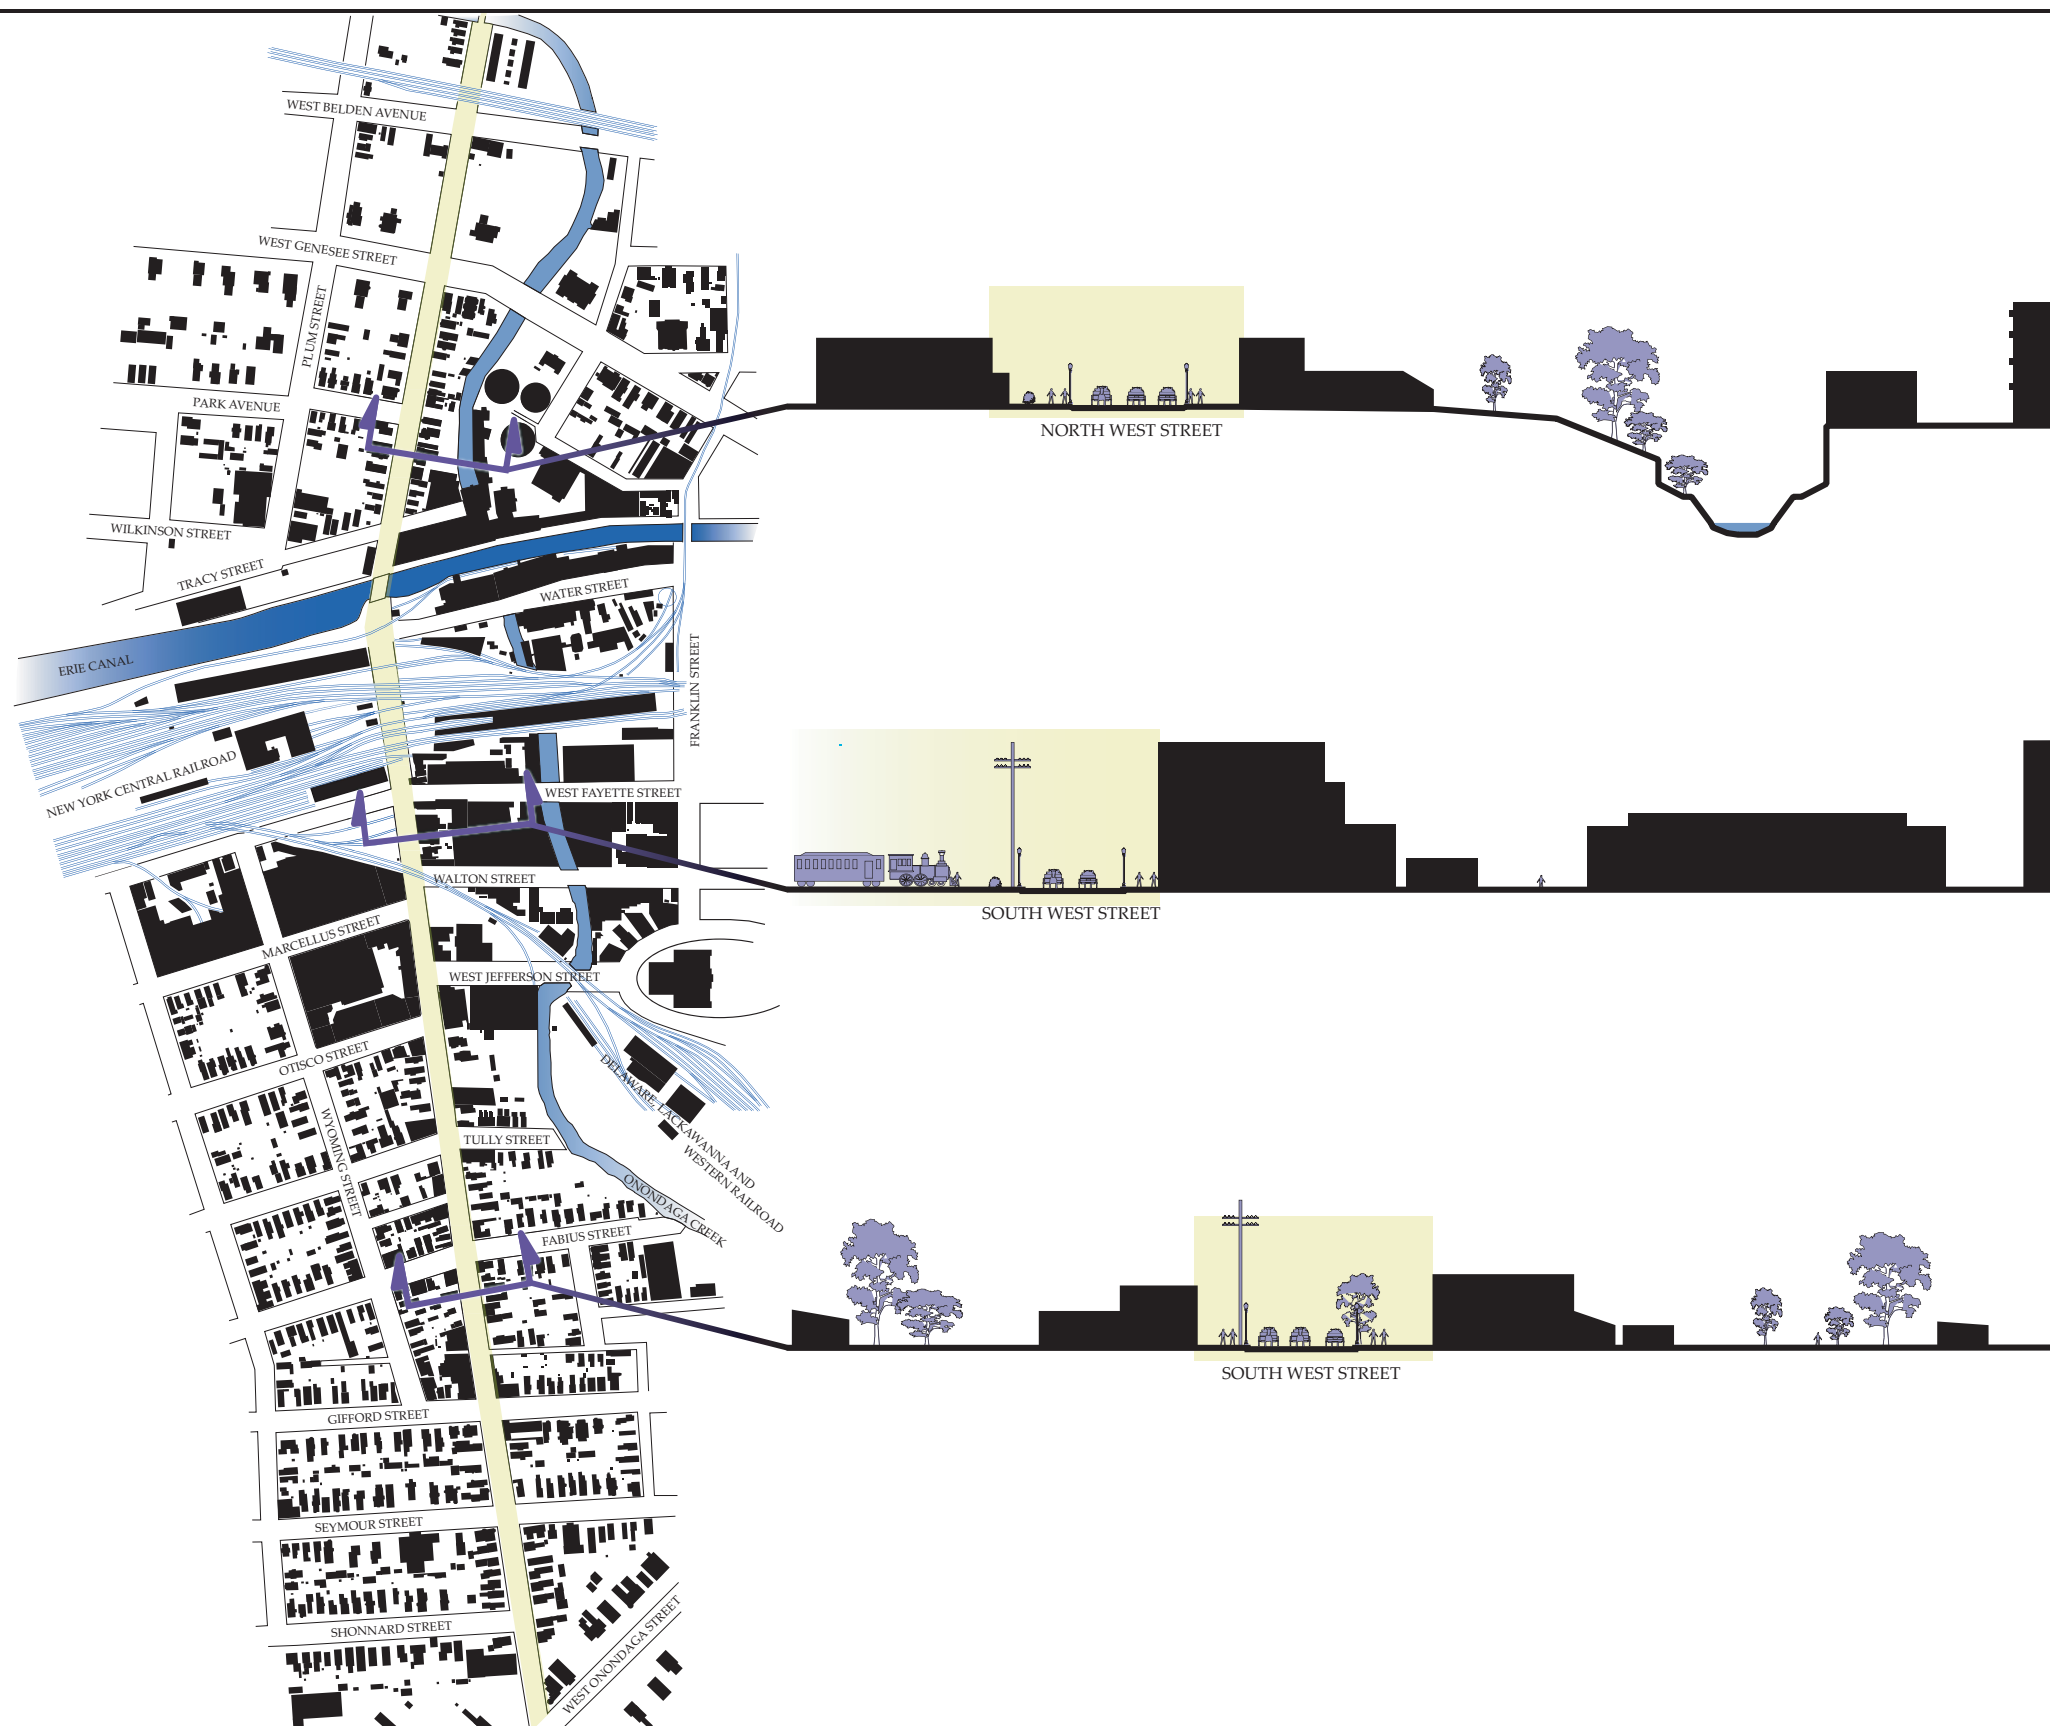 WEST BELDEN AVENUE
WEST GENESEE STREET
PLUM STREET
PARK AVENUE
NORTH WEST STREET
WILKINSON STREET
TRACY STREET
WATER STREET
ERIE CANAL
FRANKLIN STREET
NEW YORK CENTRAL RAILROAD
WEST FAYETTE STREET
WALTON STREET
SOUTH WEST STREET
MARCELLUS STREET
WEST JEFFERSON STREET
OTISCO STREET
DELAWARE, LACKAWANNA AND
WESTERN RAILROAD
WYOMING STREET
TULLY STREET
ONONDAGA CREEK
FABIUS STREET
SOUTH WEST STREET
GIFFORD STREET
SEYMOUR STREET
SHONNARD STREET
WEST ONONDAGA STREET